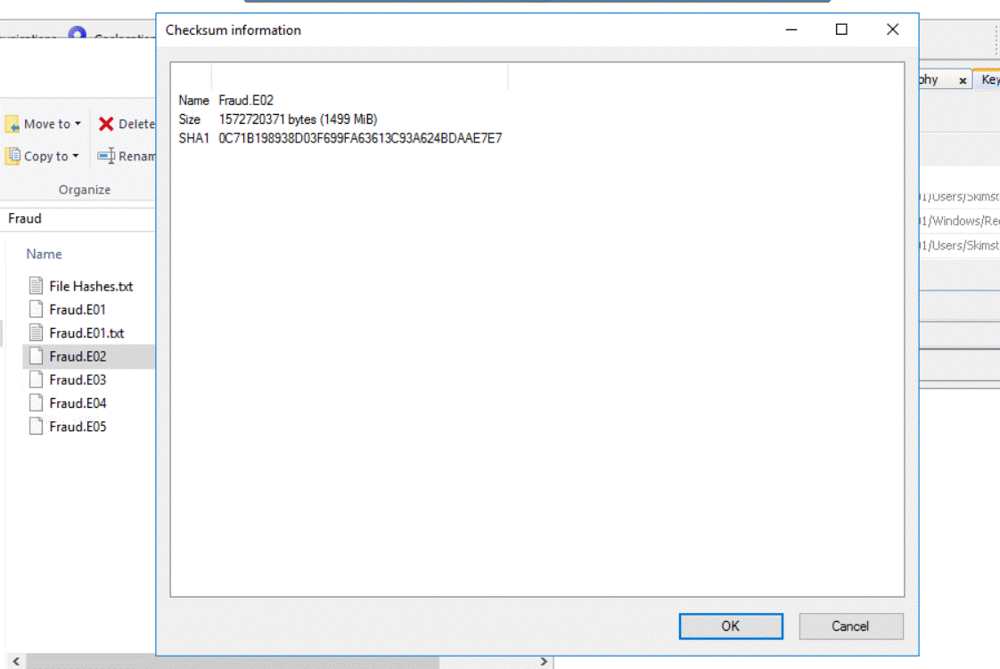 Checksum information
Name Fraud.E02
Size 1572720371 bytes (1499 MiB)
SHA1 0C71B198938D03F699FA63613C93A624BDAAE7E7
OK
Cancel
Move to
Delete
Copy to
Renam
Organize
Fraud
Name
File Hashes.txt
Fraud.E01
Fraud.E01.txt
Fraud.E02
Fraud.E03
Fraud.E04
Fraud.E05
phy
Key
1/Users/Skimst
1/Windows/Rec
1/Users/Skimst